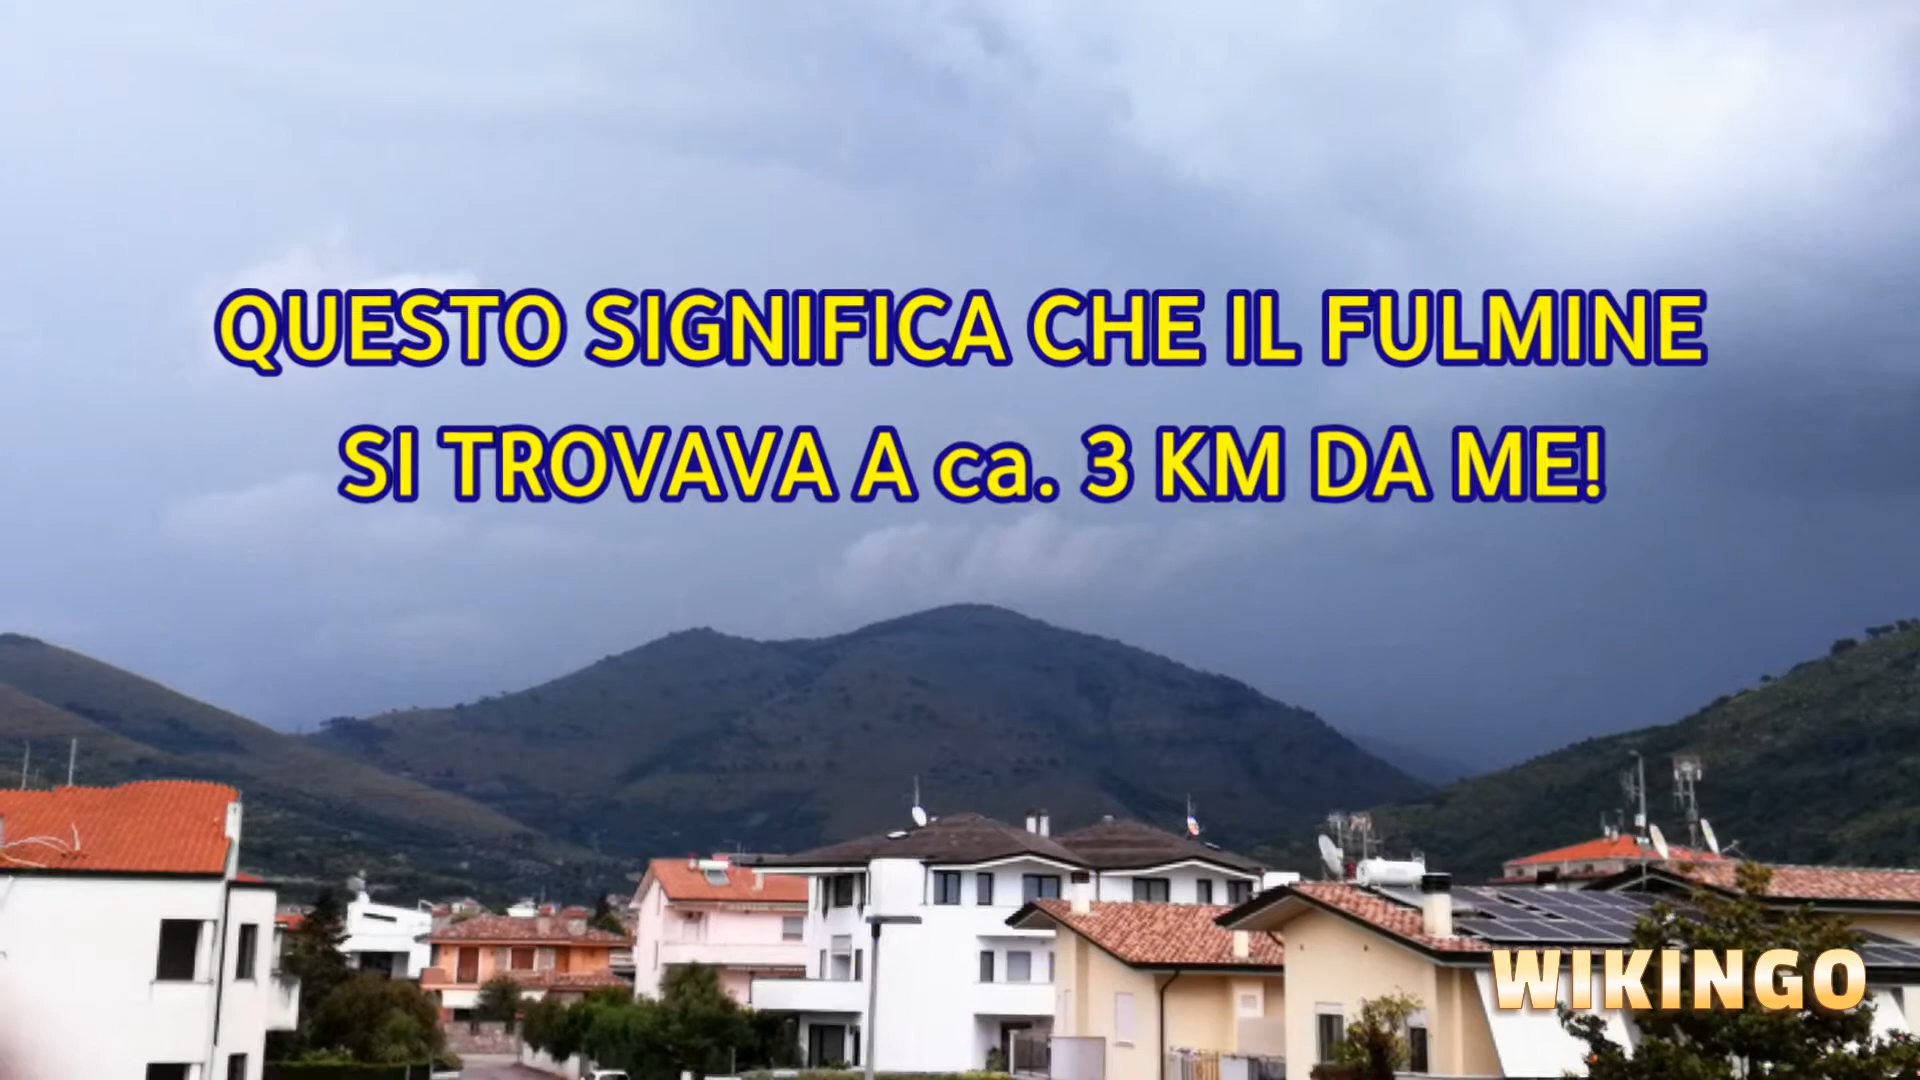 QUESTO SIGNIFICA CHE IL FULMINE
SI TROVAVA A ca. 3 KM DA ME!
WIKINGO